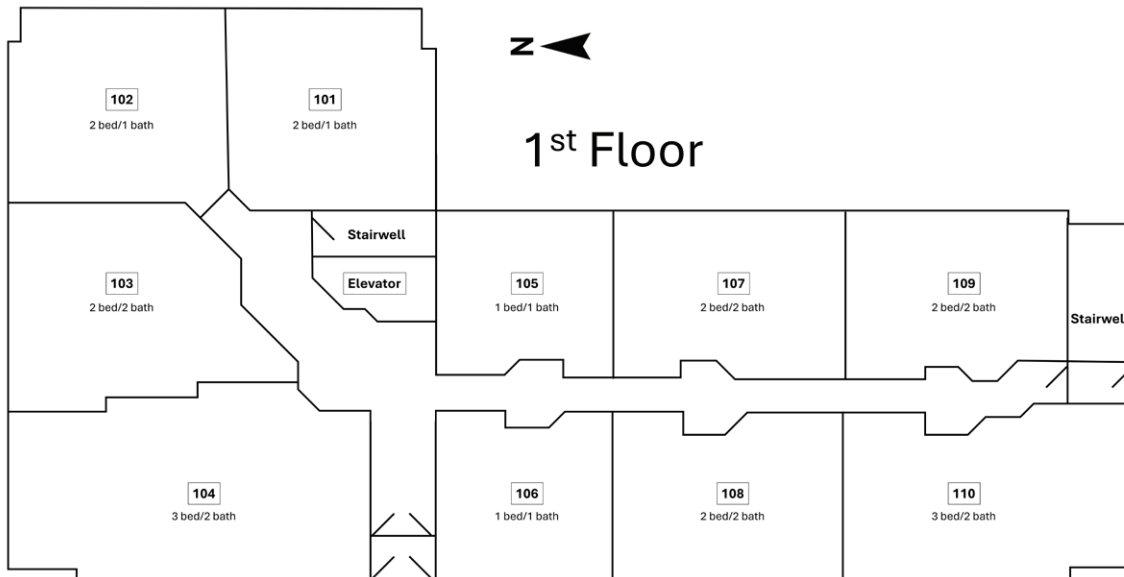 N
102
2 bed/1 bath
101
2 bed/1 bath
1st Floor
Stairwell
Elevator
103
2 bed/2 bath
105
1 bed/1 bath
107
2 bed/2 bath
109
2 bed/2 bath
Stairwel
104
3 bed/2 bath
106
1 bed/1 bath
108
2 bed/2 bath
110
3 bed/2 bath